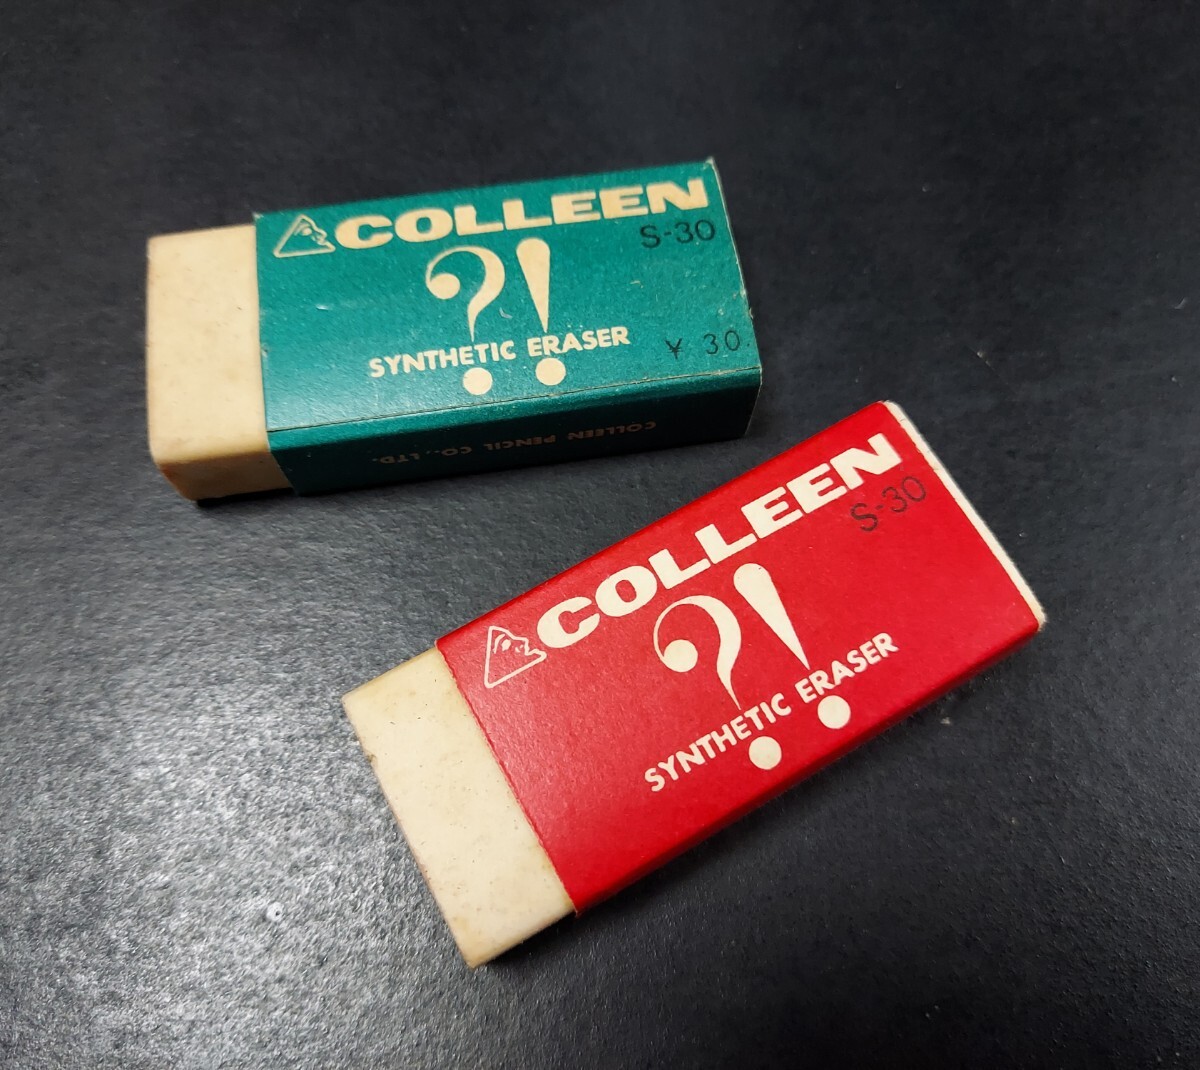 COLLEEN
S-30
?!
SYNTHETIC ERASER
¥ 30.
COLLEEN PENCIL CO., LTD.
COLLEEN
S-30
?!
SYNTHETIC ERASER